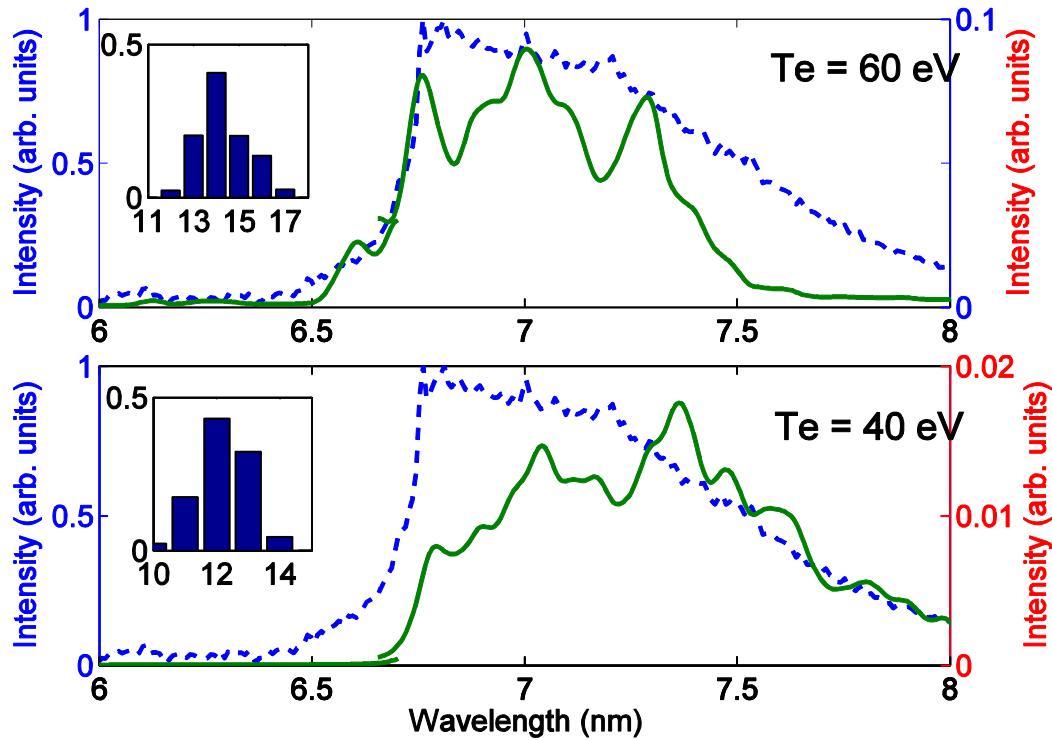 Intensity (arb. units)
1
0.5
0
0.5
0
11 13 15 17
Te = 60 eV
0.1
0
Intensity (arb. units)
6 6.5 7 7.5 8
Intensity (arb. units)
1
0.5
0
0.5
0
10 12 14
Te = 40 eV
0.02
0.01
0
Intensity (arb. units)
6 6.5 7 7.5 8
Wavelength (nm)